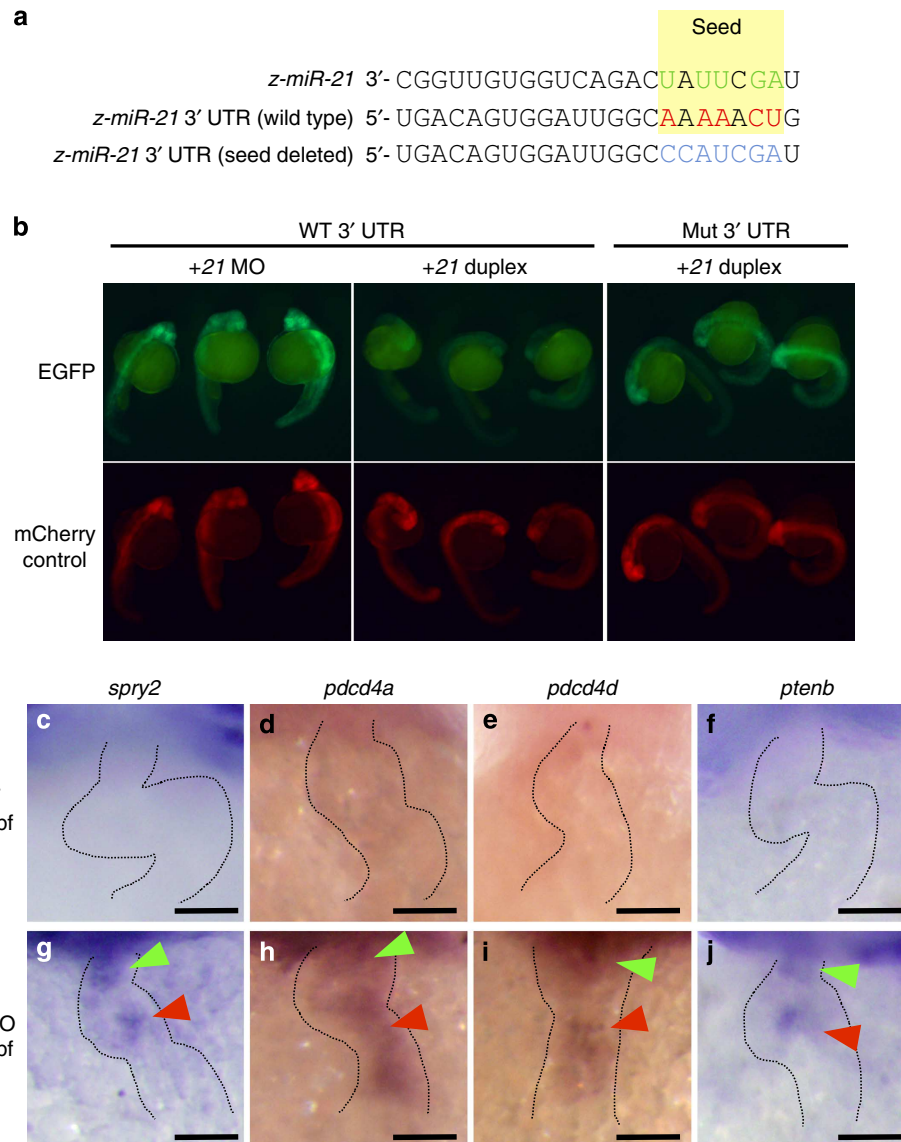 a
Seed
z-miR-21 3′- CGGUUGUGGUCAGACUAUUCGAU
z-miR-21 3′ UTR (wild type) 5′- UGACAGUGGAUUGGCAAAAACUG
z-miR-21 3′ UTR (seed deleted) 5′- UGACAGUGGAUUGGCCCAUCGAU
b
WT 3′ UTR Mut 3′ UTR
+21 MO +21 duplex +21 duplex
EGFP
mCherry
control
spry2 pdcd4a pdcd4d ptenb
c d e f
g h i j